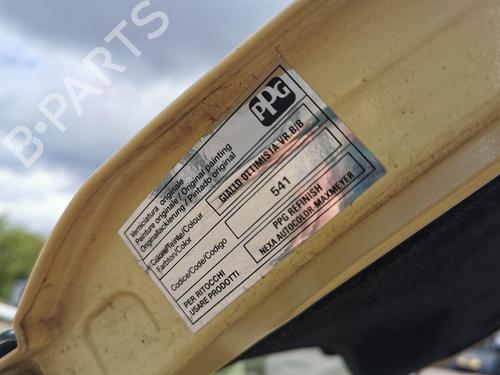 B-PARTS
PPG
Verniciatura originale
Peinture originale / Original painting
Originallackierung / Pintado original
Colore/Teinte/Colour
Farbton/Color
GIALLO OTTIMISTA VR.B/B
Codice/Code/Codigo
541
PER RITOCCHI
USARE PRODOTTI
PPG REFINISH
NEXA AUTOCOLOR-MAXMEYER